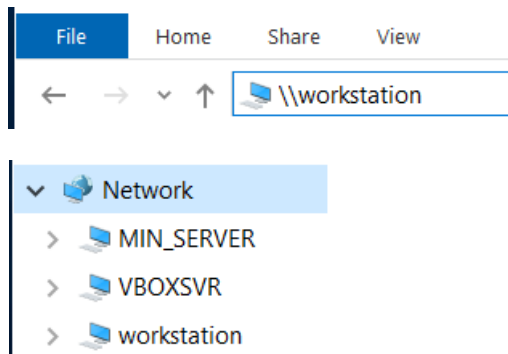 File Home Share View
\\workstation
Network
MIN_SERVER
VBOXSVR
workstation